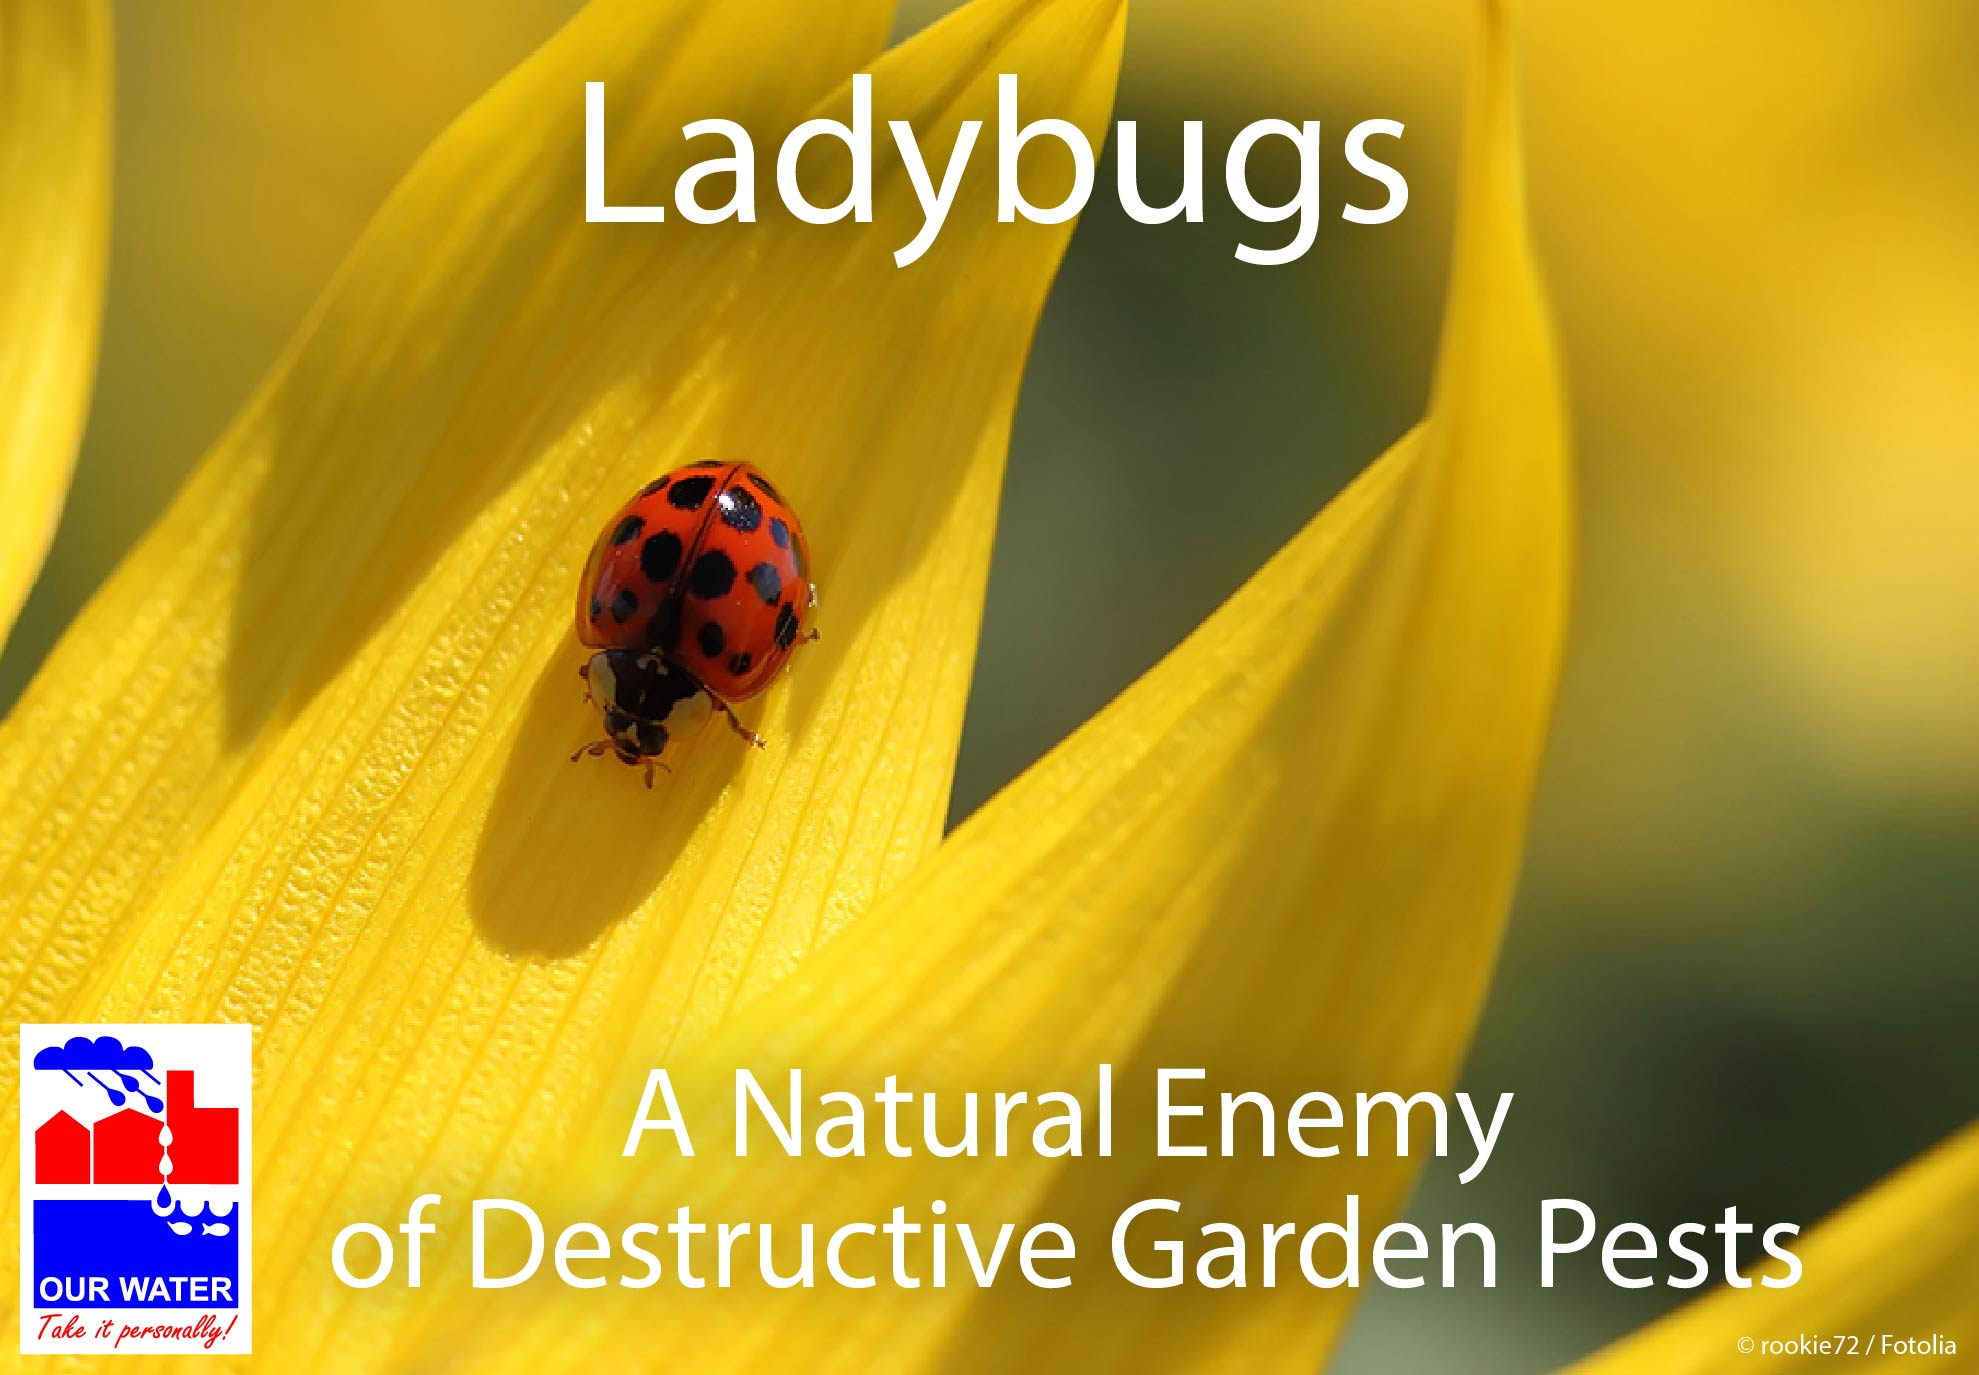 Ladybugs
A Natural Enemy
of Destructive Garden Pests
OUR WATER
Take it personally!
© rookie72 / Fotolia